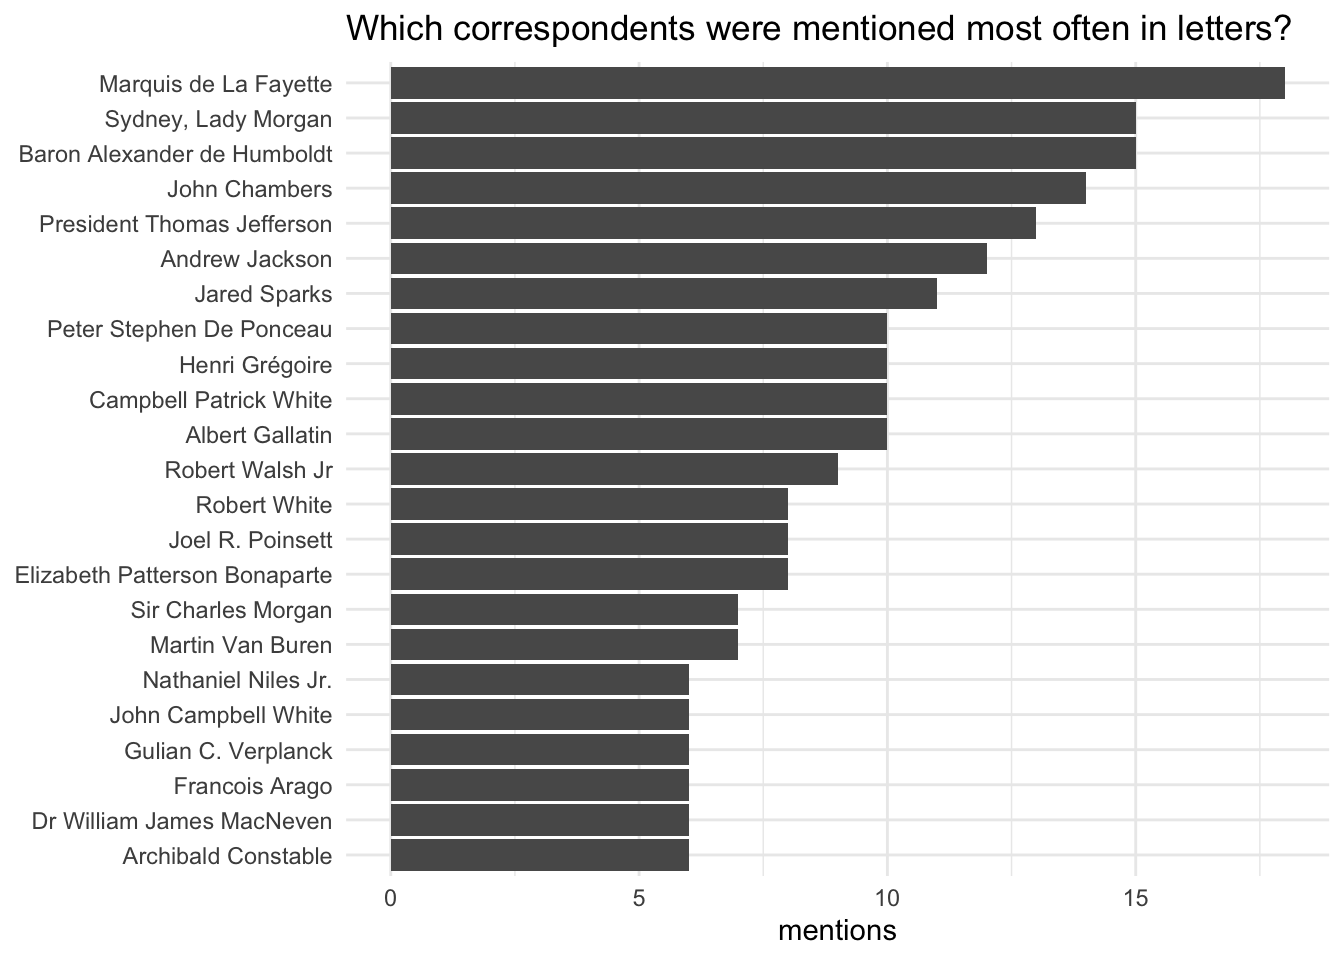 Which correspondents were mentioned most often in letters?
Marquis de La Fayette
Sydney, Lady Morgan
Baron Alexander de Humboldt
John Chambers
President Thomas Jefferson
Andrew Jackson
Jared Sparks
Peter Stephen De Ponceau
Henri Grégoire
Campbell Patrick White
Albert Gallatin
Robert Walsh Jr
Robert White
Joel R. Poinsett
Elizabeth Patterson Bonaparte
Sir Charles Morgan
Martin Van Buren
Nathaniel Niles Jr.
John Campbell White
Gulian C. Verplanck
Francois Arago
Dr William James MacNeven
Archibald Constable
0 5 10 15
mentions